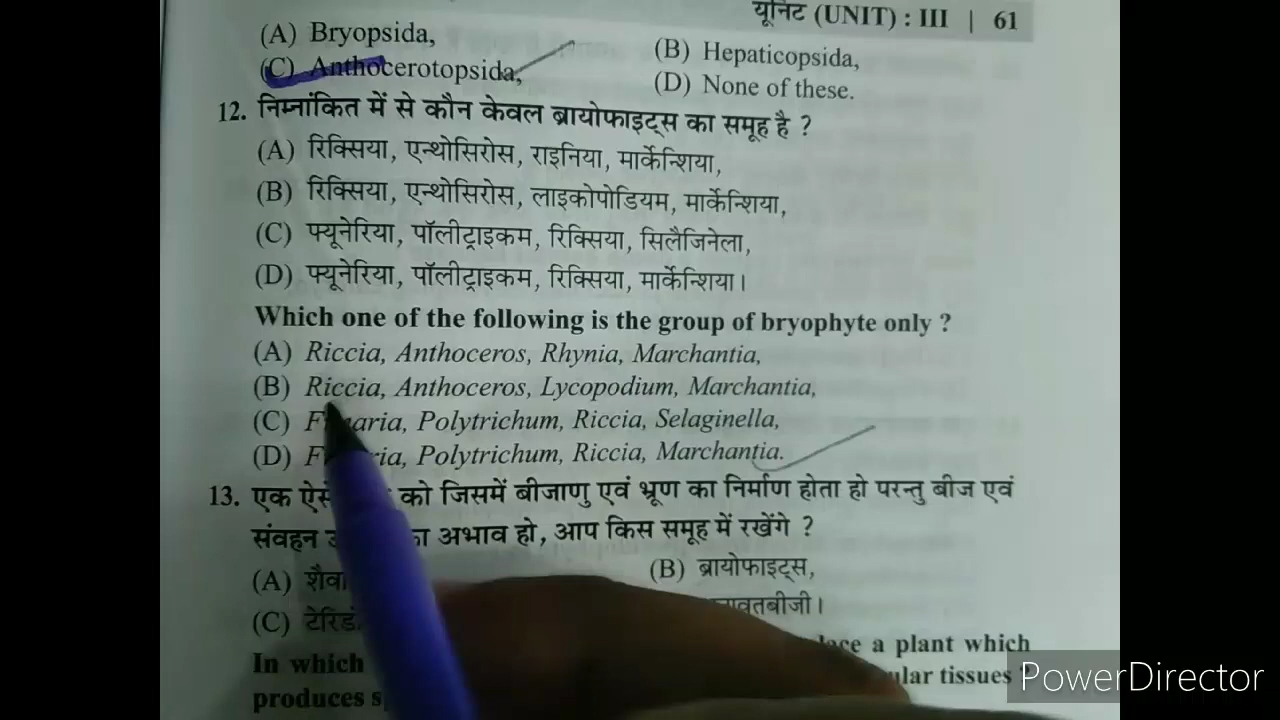 यूनिट (UNIT) : III | 61
(A) Bryopsida,
(B) Hepaticopsida,
(C) Anthocerotopsida,
(D) None of these.
12. निम्नांकित में से कौन केवल ब्रायोफाइट्स का समूह है ?
(A) रिक्सिया, एन्थोसिरोस, राइनिया, मार्केन्शिया,
(B) रिक्सिया, एन्थोसिरोस, लाइकोपोडियम, मार्केन्शिया,
(C) फ्यूनेरिया, पॉलीट्राइकम, रिक्सिया, सिलैजिनेला,
(D) फ्यूनेरिया, पॉलीट्राइकम, रिक्सिया, मार्केन्शिया।
Which one of the following is the group of bryophyte only ?
(A) Riccia, Anthoceros, Rhynia, Marchantia,
(B) Riccia, Anthoceros, Lycopodium, Marchantia,
(C) Polytrichum, Riccia, Selaginella,
(D) Polytrichum, Riccia, Marchantia.
13. एक को जिसमें बीजाणु एवं भ्रूण का निर्माण होता हो परन्तु बीज एवं
संवहन का अभाव हो, आप किस समूह में रखेंगे ?
(A)
(B) ब्रायोफाइट्स,
(C)
In which a plant which
produces tissues
PowerDirector